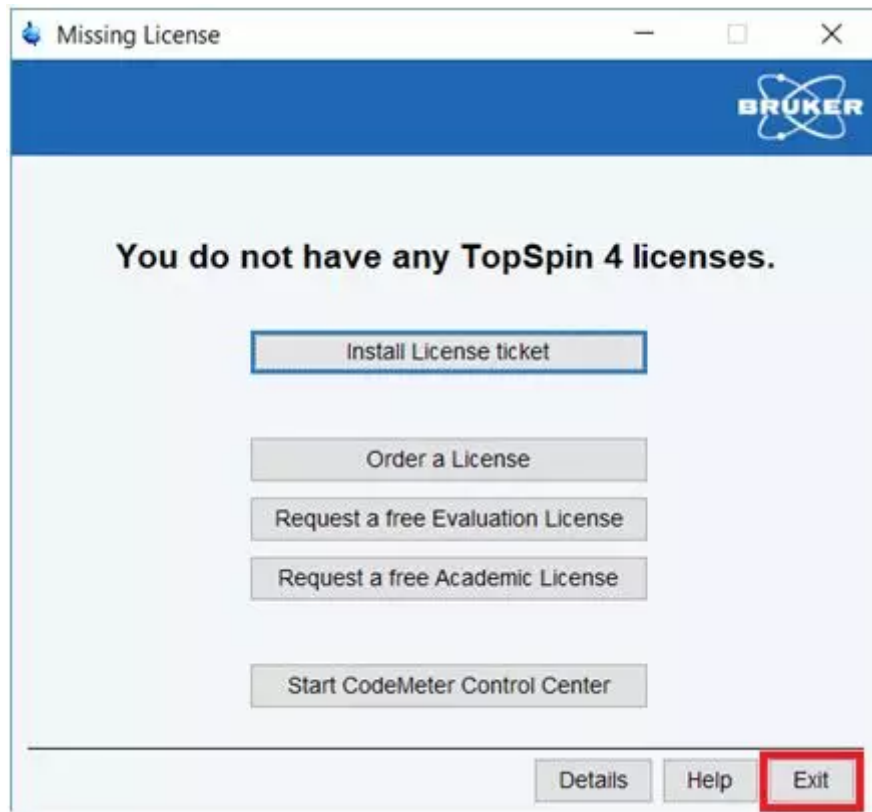 Missing License
BRUKER
You do not have any TopSpin 4 licenses.
Install License ticket
Order a License
Request a free Evaluation License
Request a free Academic License
Start CodeMeter Control Center
Details Help Exit